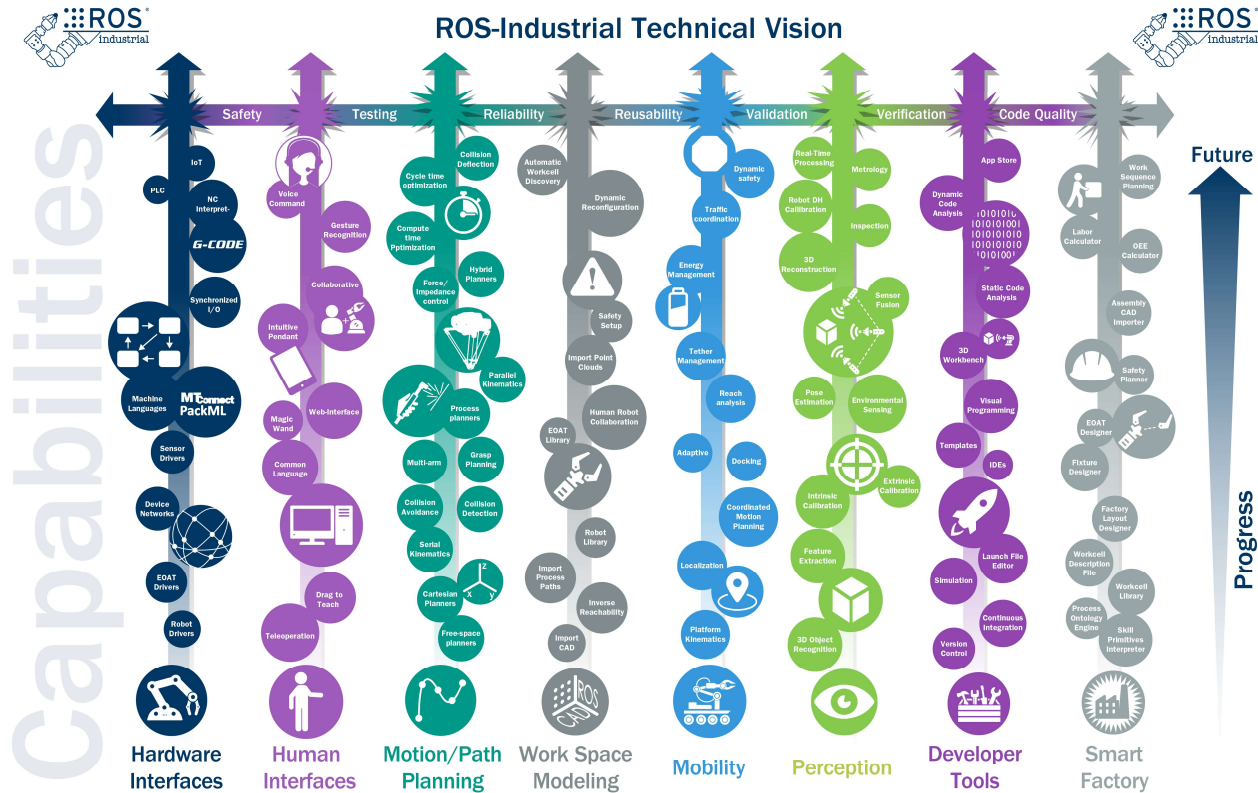 ROS
industrial
ROS-Industrial Technical Vision
ROS
industrial
Safety
Testing
Reliability
Reusability
Validation
Verification
Code Quality
Capabilities
Future
Progress
IoT
PLC
NC
Interpret-
G-CODE
Synchronized
I/O
Machine
Languages
MTConnect
PackML
Sensor
Drivers
Device
Networks
EOAT
Drivers
Robot
Drivers
Hardware
Interfaces
Voice
Command
Gesture
Recognition
Collaborative
Intuitive
Pendant
Web-Interface
Magic
Wand
Common
Language
Drag to
Teach
Teleoperation
Human
Interfaces
Collision
Deflection
Cycle time
optimization
Compute
time
Pptimization
Hybrid
Planners
Force/
Impedance
control
Parallel
Kinematics
Process
planners
Multi-arm
Grasp
Planning
Collision
Avoidance
Collision
Detection
Serial
Kinematics
Cartesian
Planners
Z
X
y
Free-space
planners
Motion/Path
Planning
Automatic
Workcell
Discovery
Dynamic
Reconfiguration
Safety
Setup
Import Point
Clouds
Human Robot
Collaboration
EOAT
Library
Robot
Library
Import
Process
Paths
Inverse
Reachability
Import
CAD
ROS
CAD
Work Space
Modeling
Dynamic
safety
Traffic
coordination
Energy
Management
Tether
Management
Reach
analysis
Adaptive
Docking
Coordinated
Motion
Planning
Localization
Platform
Kinematics
Mobility
Real-Time
Processing
Metrology
Robot DH
Callibration
Inspection
3D
Reconstruction
Sensor
Fusion
Pose
Estimation
Environmental
Sensing
Extrinsic
Calibration
Intrinsic
Calibration
Feature
Extraction
3D Object
Recognition
Perception
App Store
Dynamic
Code
Analysis
Static Code
Analysis
3D
Workbench
Visual
Programming
Templates
IDEs
Launch File
Editor
Simulation
Continuous
Integration
Version
Control
Developer
Tools
Work
Sequence
Planning
Labor
Calculator
OEE
Calculator
Assembly
CAD
Importer
Safety
Planner
EOAT
Designer
Fixture
Designer
Factory
Layout
Designer
Workcell
Description
File
Workcell
Library
Process
Ontology
Engine
Skill
Primitives
Interpreter
Smart
Factory